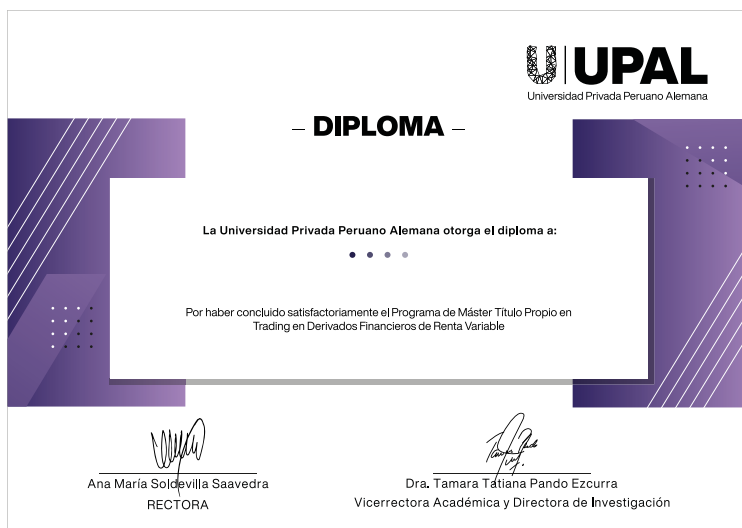 UPAL
Universidad Privada Peruano Alemana
– DIPLOMA –
La Universidad Privada Peruano Alemana otorga el diploma a:
Por haber concluido satisfactoriamente el Programa de Máster Título Propio en
Trading en Derivados Financieros de Renta Variable
Ana María Soldevilla Saavedra
RECTORA
Dra. Tamara Tatiana Pando Ezcurra
Vicerrectora Académica y Directora de Investigación